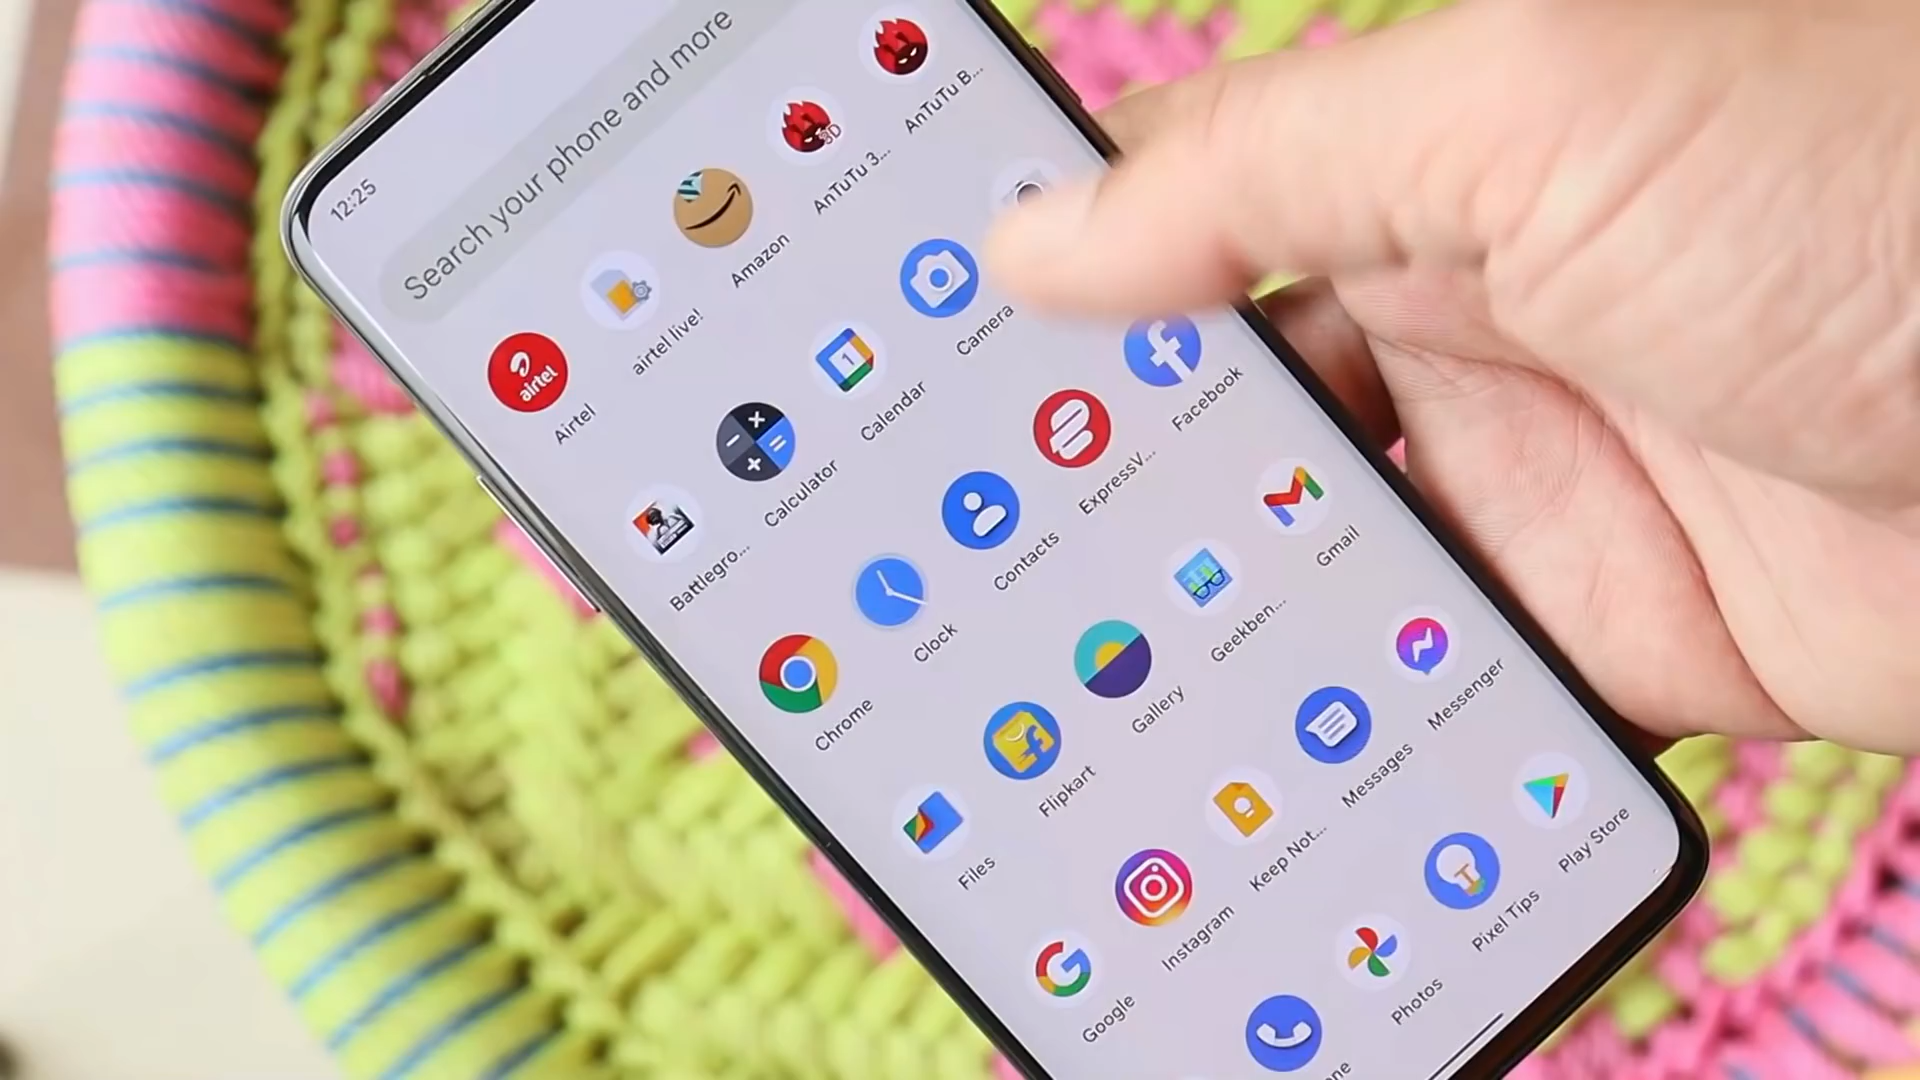 12:25
Search your phone and more
airtel
Airtel
airtel live!
Amazon
3D
AnTuTu 3...
AnTuTu B...
Battlegro...
Calculator
1
Calendar
Camera
Chrome
Clock
Contacts
ExpressV...
Facebook
Files
Flipkart
Gallery
Geekben...
Gmail
Google
Instagram
Keep Not...
Messages
Messenger
Photos
Pixel Tips
Play Store